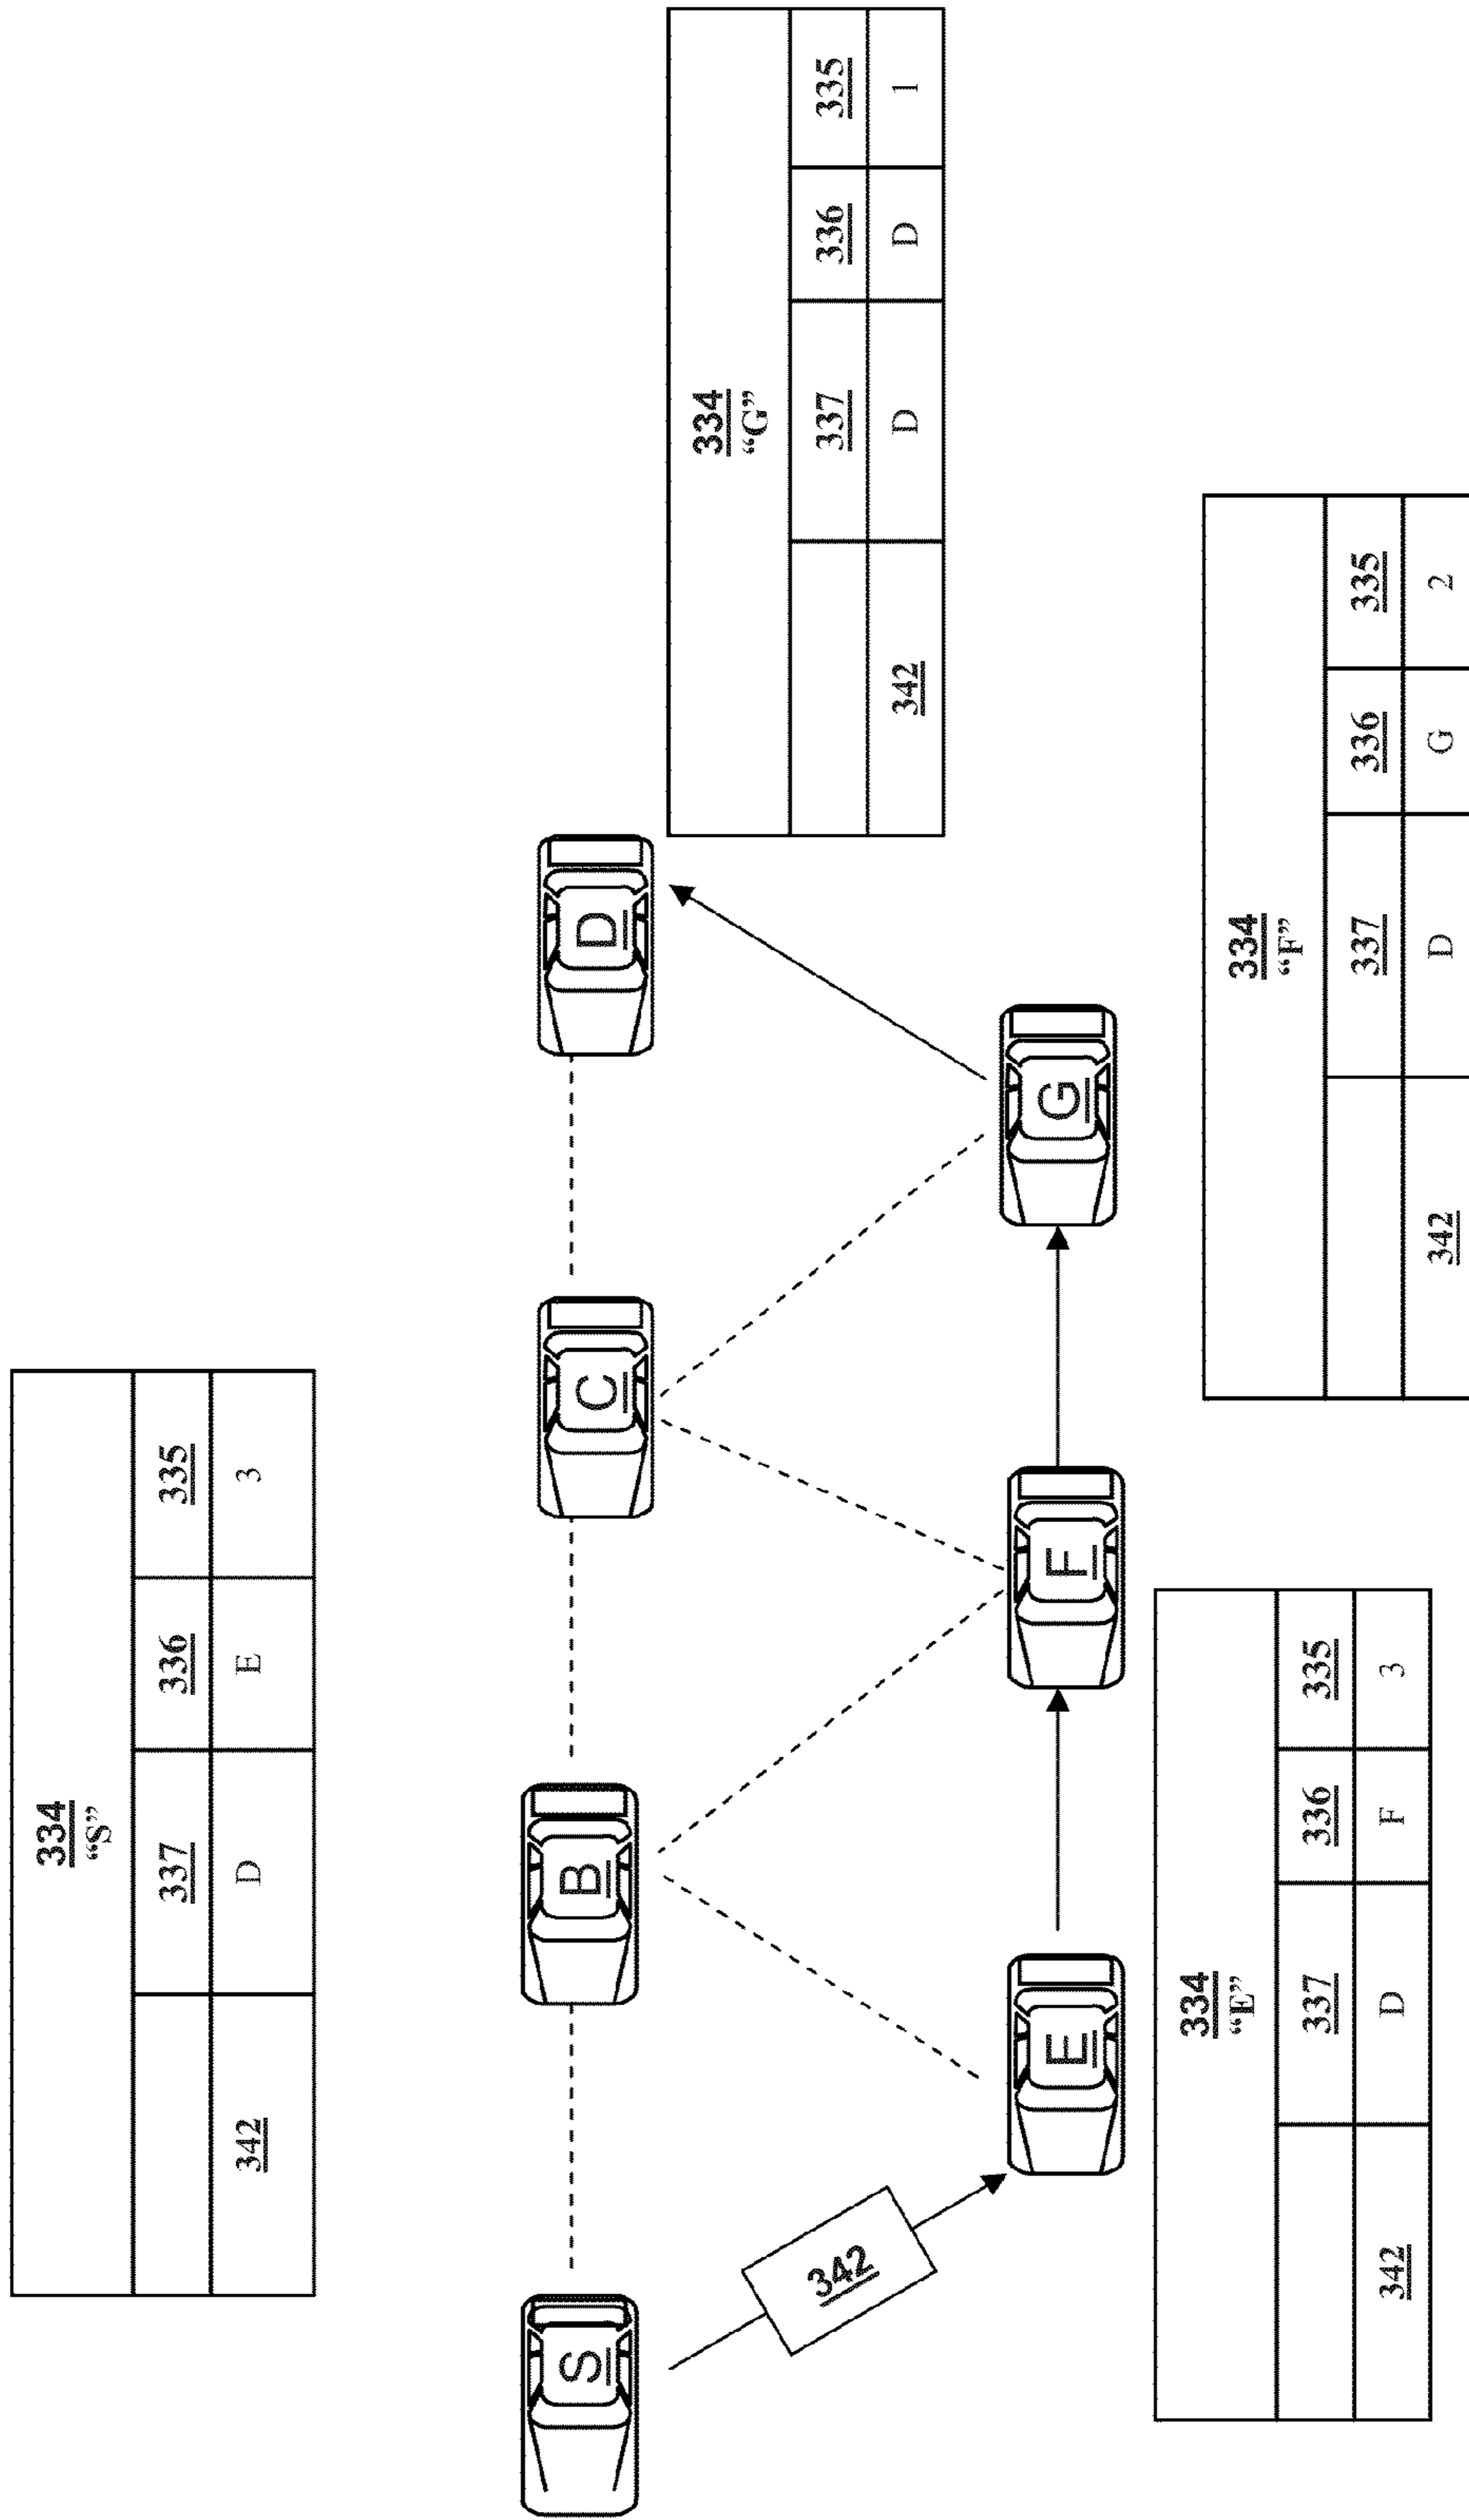 334
“S”
337 336 335
342 D E 3
S B C D
342
E F G
334
“G”
337 336 335
342 D D 1
334
“E”
337 336 335
342 D F 3
334
“F”
337 336 335
342 D G 2